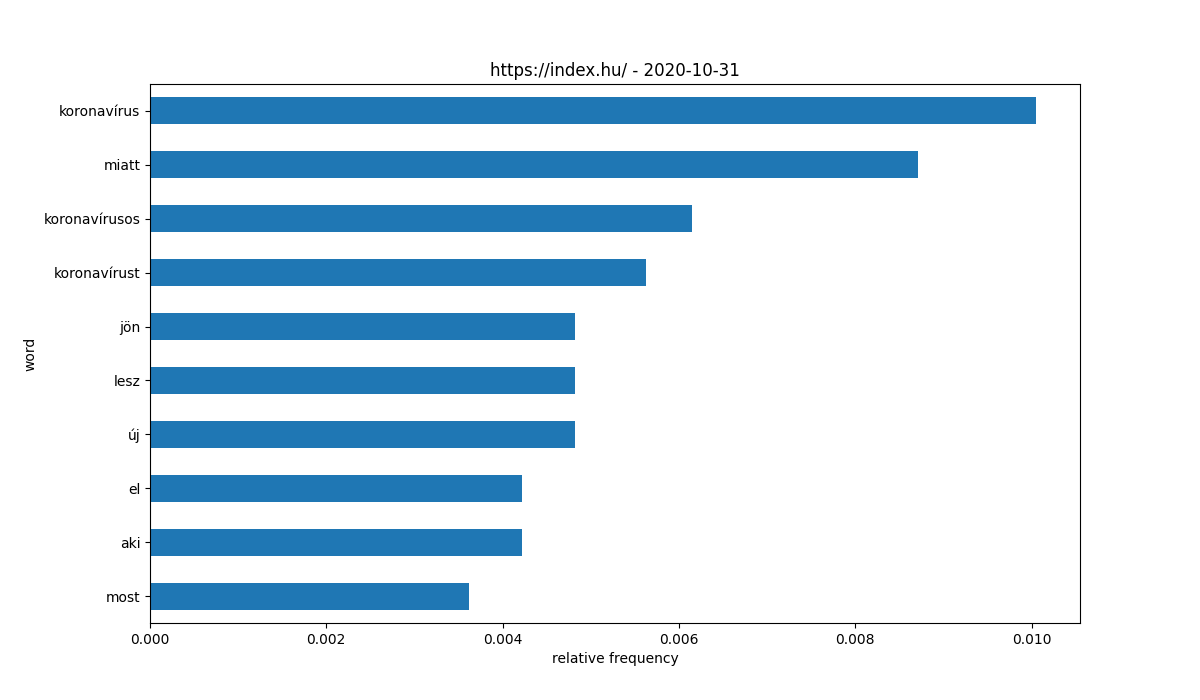 https://index.hu/ - 2020-10-31
koronavírus
miatt
koronavírusos
koronavírust
jön
lesz
új
el
aki
most
word
0.000 0.002 0.004 0.006 0.008 0.010
relative frequency